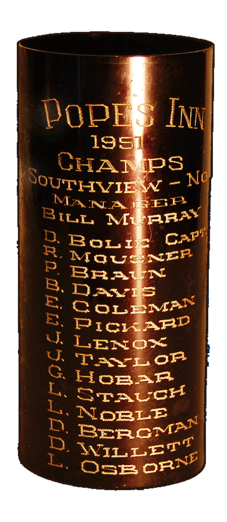 POPES INN
1951
CHAMPS
SOUTHVIEW - NO
MANAGER
BILL MURRAY
D. BOLIC CAPT.
R. MOUSNER
P. BRAUN
B. DAVIS
E. COLEMAN
E. PICKARD
J. LENOX
J. TAYLOR
G. HOBAR
L. STAUCH
L. NOBLE
D. BERGMAN
D. WILLETT
L. OSBORNE